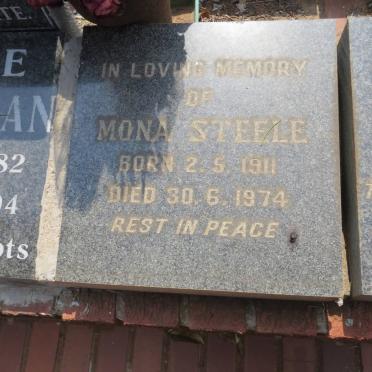 TE.
E
AN
82
04
ots
IN LOVING MEMORY
OF
MONA STEELE
BORN 2.5.1911
DIED 30.6.1974
REST IN PEACE